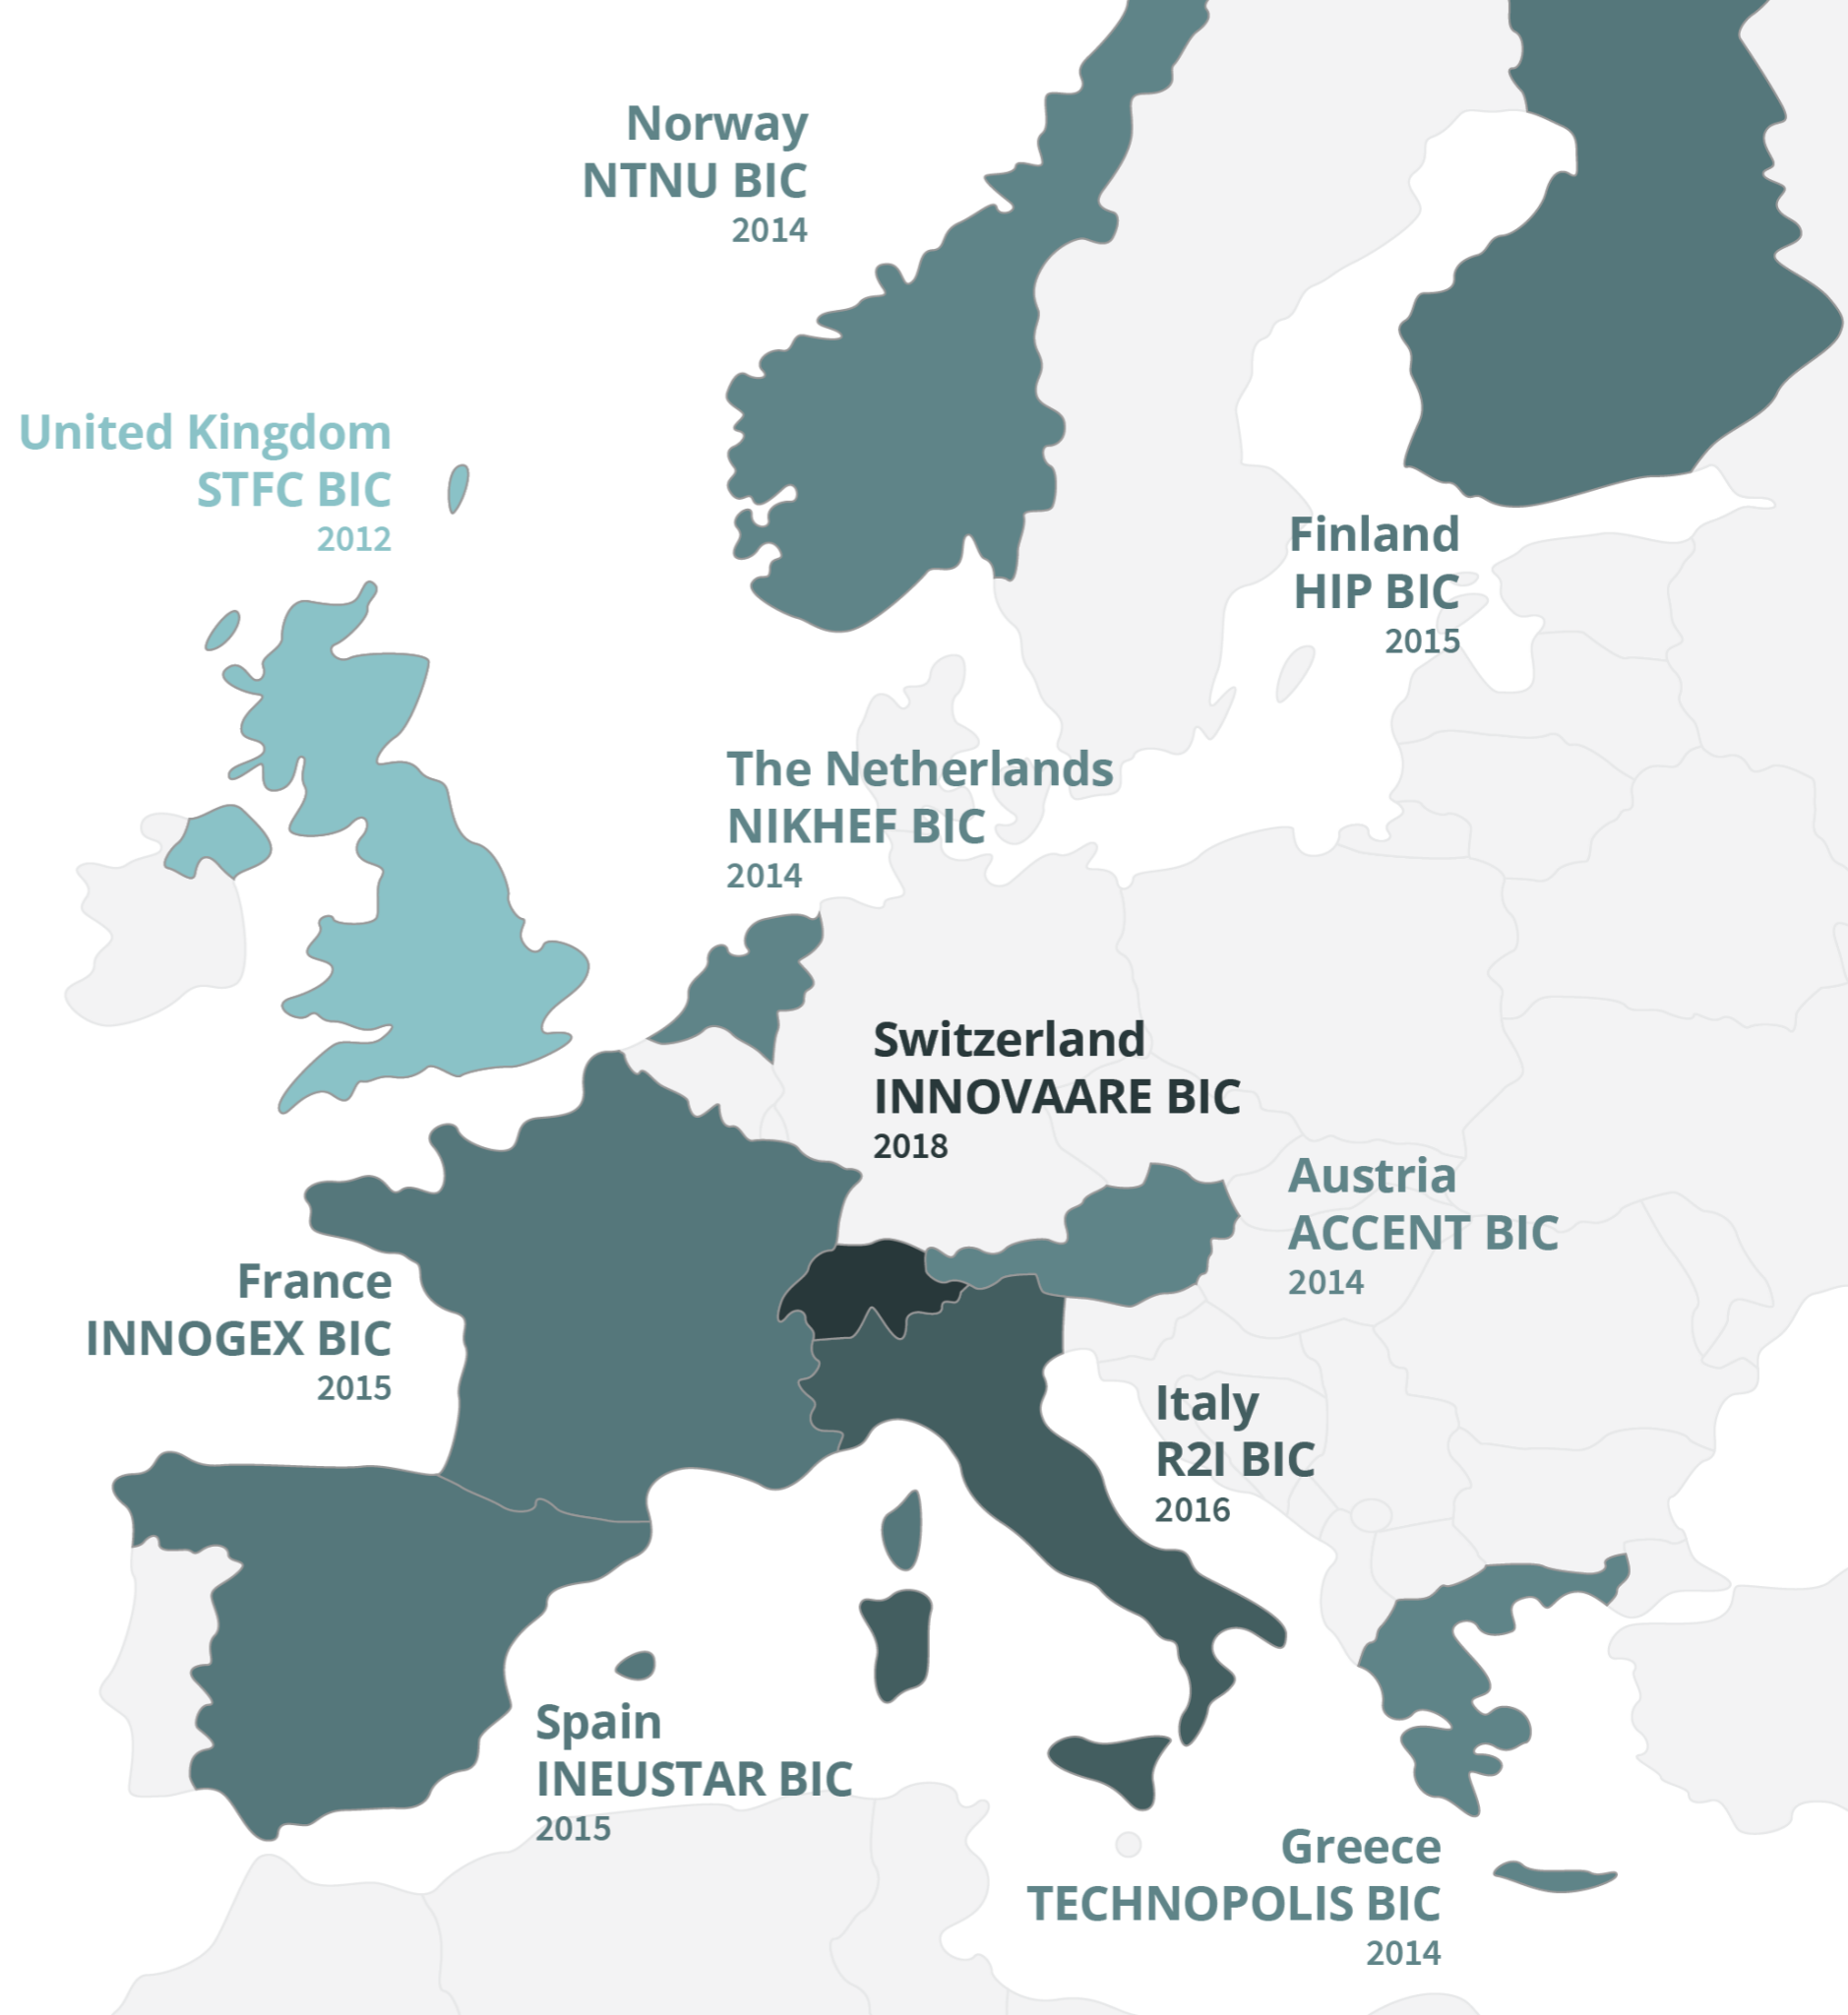 Norway
NTNU BIC
2014
United Kingdom
STFC BIC
2012
Finland
HIP BIC
2015
The Netherlands
NIKHEF BIC
2014
Switzerland
INNOVAARE BIC
2018
Austria
ACCENT BIC
2014
France
INNOGEX BIC
2015
Italy
R2I BIC
2016
Spain
INEUSTAR BIC
2015
Greece
TECHNOPOLIS BIC
2014